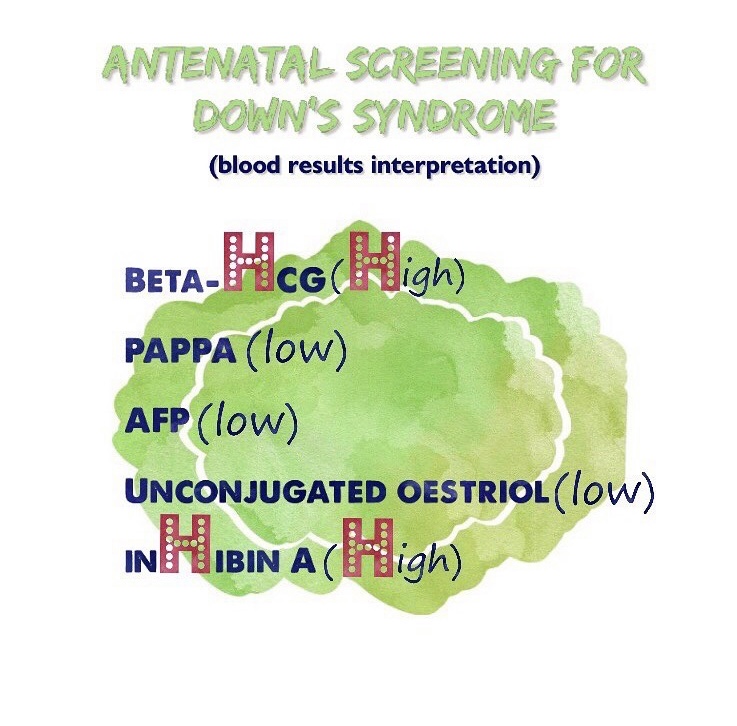 ANTENATAL SCREENING FOR
DOWN'S SYNDROME
(blood results interpretation)
BETA-HCG (High)
PAPPA (low)
AFP (low)
UNCONJUGATED OESTRIOL (low)
INHIBIN A (High)